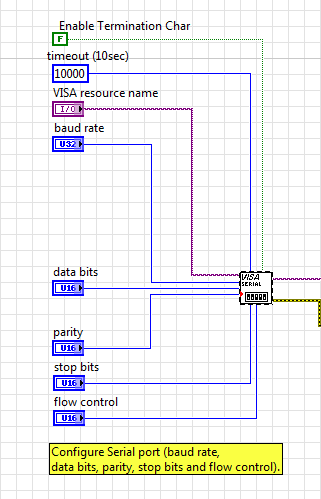 Enable Termination Char
F
timeout (10sec)
10000
VISA resource name
I/O
baud rate
U32
VISA
SERIAL
data bits
U16
parity
U16
stop bits
U16
flow control
U16
Configure Serial port (baud rate,
data bits, parity, stop bits and flow control).